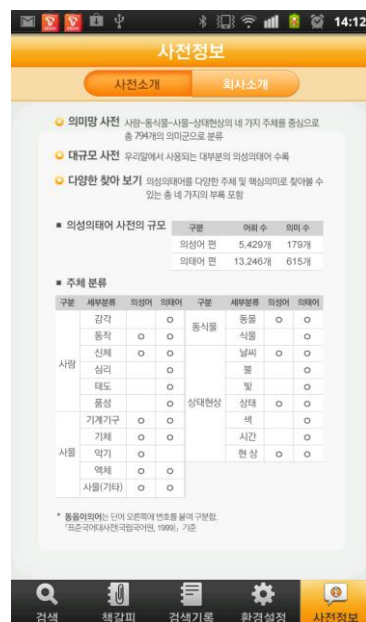 14:12
사전정보
사전소개 회사소개
의미망 사전 사람-동식물-사물-상태현상의 네 가지 주체를 중심으로
총 794개의 의미군으로 분류
대규모 사전 우리말에서 사용되는 대부분의 의성의태어 수록
다양한 찾아 보기 의성의태어를 다양한 주체 및 핵심의미로 찾아볼 수
있는 총 네 가지의 부록 포함
■ 의성의태어 사전의 규모
구분 어휘 수 의미 수
의성어 편 5,429개 179개
의태어 편 13,246개 615개
■ 주체 분류
구분 세부분류 의성어 의태어 구분 세부분류 의성어 의태어
사람 감각 ○ 동식물 동물 ○ ○
동작 ○ ○ 식물 ○
신체 ○ ○ 상태현상 날씨 ○ ○
심리 ○ 불 ○
태도 ○ 빛 ○
품성 ○ 상태 ○ ○
사물 기계기구 ○ ○ 색 ○
기체 ○ ○ 시간 ○
악기 ○ 현상 ○ ○
액체 ○ ○
사물(기타) ○ ○
* 동음이의어는 단어 오른쪽에 번호를 붙여 구분함.
『표준국어대사전(국립국어원, 1999)』 기준
검색 책갈피 검색기록 환경설정 사전정보